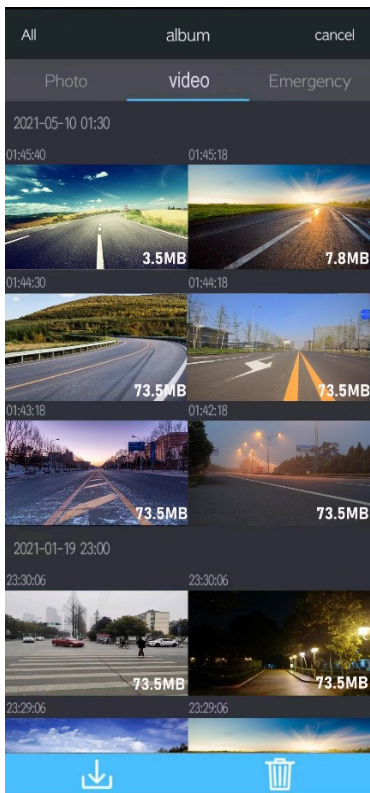 All album cancel
Photo video Emergency
2021-05-10 01:30
01:45:40 01:45:18
3.5MB 7.8MB
01:44:30 01:44:18
73.5MB 73.5MB
01:43:18 01:42:18
73.5MB 73.5MB
2021-01-19 23:00
23:30:06 23:30:06
73.5MB 73.5MB
23:29:06 23:29:06